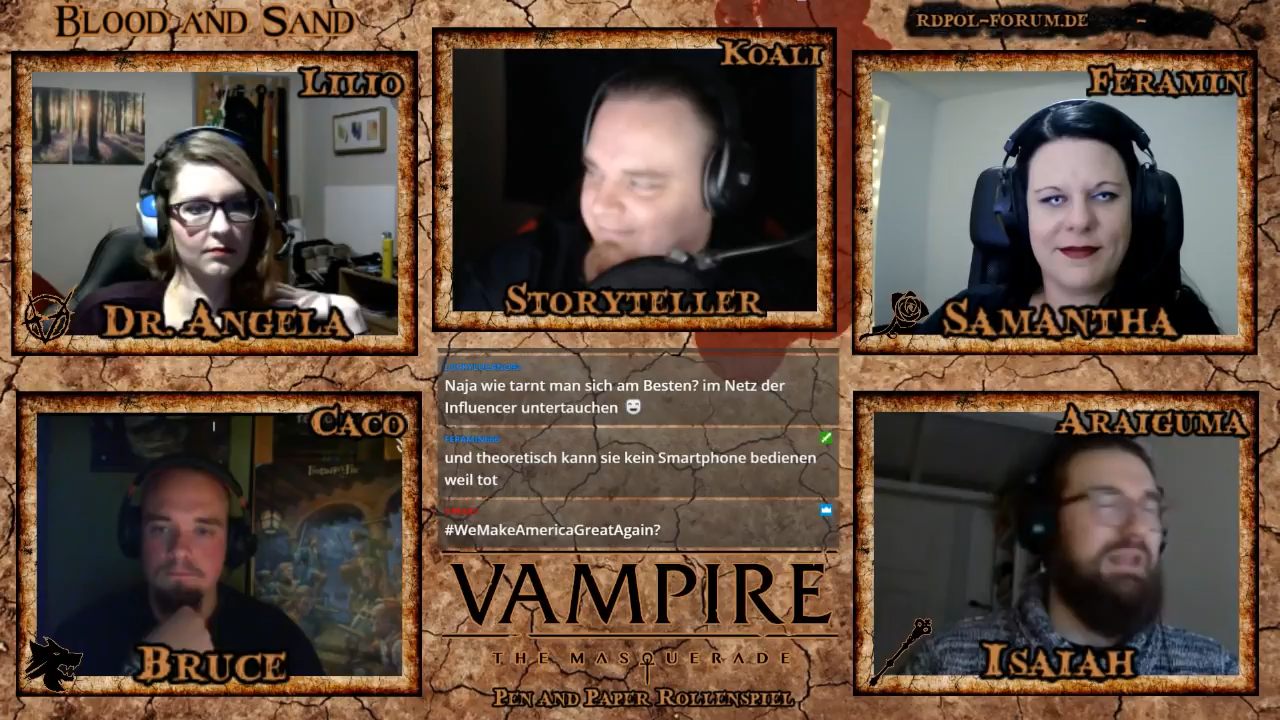 Blood and Sand
rdpol-forum.de -
Lilio
Dr. Angela
Koali
Storyteller
Feramin
Samantha
Naja wie tarnt man sich am Besten? im Netz der
Influencer untertauchen
und theoretisch kann sie kein Smartphone bedienen
weil tot
#WeMakeAmericaGreatAgain?
Caco
Bruce
Araiguma
Isaiah
VAMPIRE
THE MASQUERADE
Pen and Paper Rollenspiel